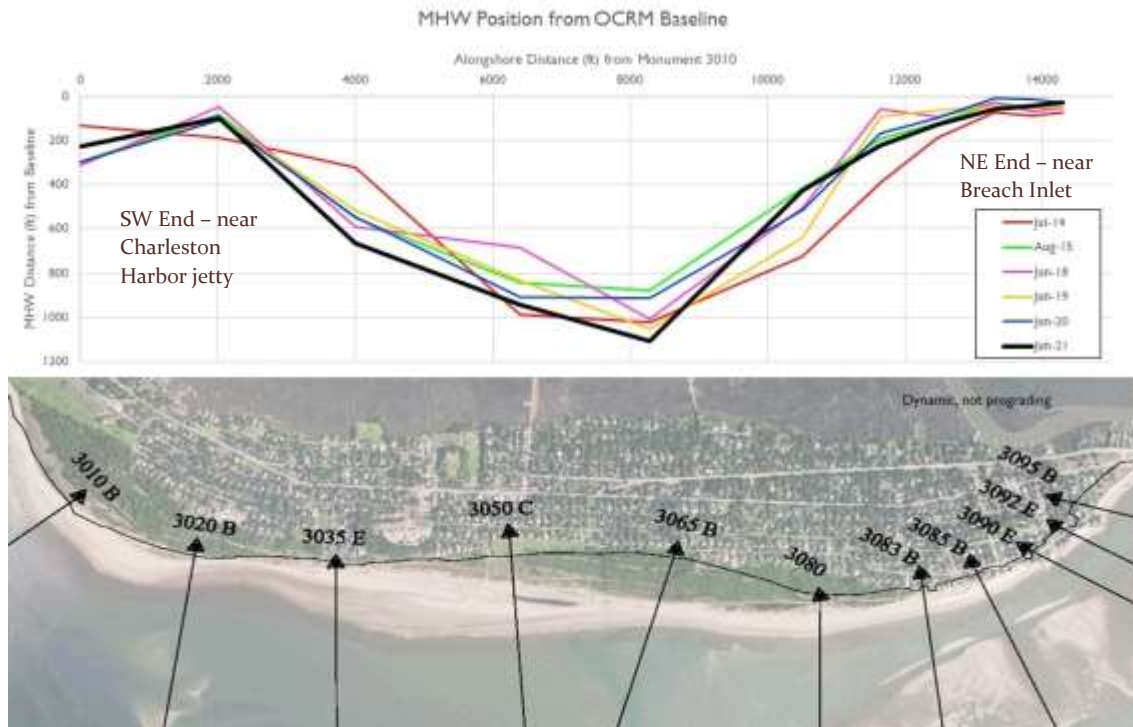 MHW Position from OCRM Baseline
Alongshore Distance (ft) from Monument 3010
0 2000 4000 6000 8000 10000 12000 14000
MHW Distance (ft) from Baseline
0
200
400
600
800
1000
1200
SW End – near
Charleston
Harbor jetty
NE End – near
Breach Inlet
Jul-14
Aug-15
Jun-18
Jun-19
Jun-20
Jun-21
Dynamic, not prograding
3010 B
3020 B
3035 E
3050 C
3065 B
3080
3083 B
3085 B
3090 E
3092 E
3095 B